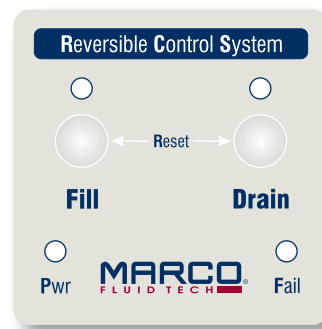 Reversible Control System
Reset
Fill Drain
Pwr MARCO® Fail
FLUID TECH